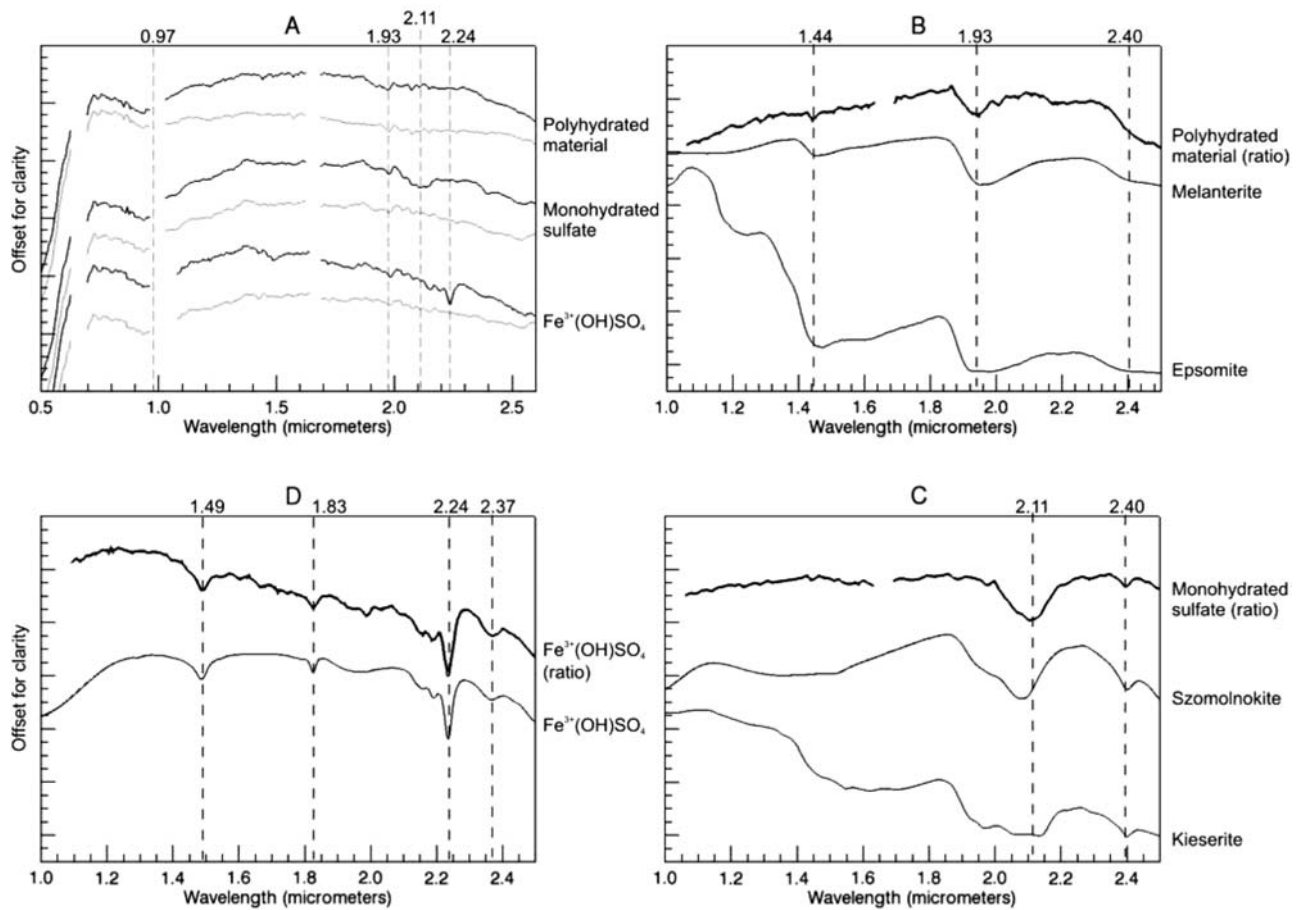 A
2.11
0.97 1.93 2.24
Offset for clarity
Polyhydrated
material
Monohydrated
sulfate
Fe³⁺(OH)SO₄
0.5 1.0 1.5 2.0 2.5
Wavelength (micrometers)
B
1.44 1.93 2.40
Polyhydrated
material (ratio)
Melanterite
Epsomite
1.0 1.2 1.4 1.6 1.8 2.0 2.2 2.4
Wavelength (micrometers)
D
1.49 1.83 2.24 2.37
Offset for clarity
Fe³⁺(OH)SO₄
(ratio)
Fe³⁺(OH)SO₄
1.0 1.2 1.4 1.6 1.8 2.0 2.2 2.4
Wavelength (micrometers)
C
2.11 2.40
Monohydrated
sulfate (ratio)
Szomolnokite
Kieserite
1.0 1.2 1.4 1.6 1.8 2.0 2.2 2.4
Wavelength (micrometers)